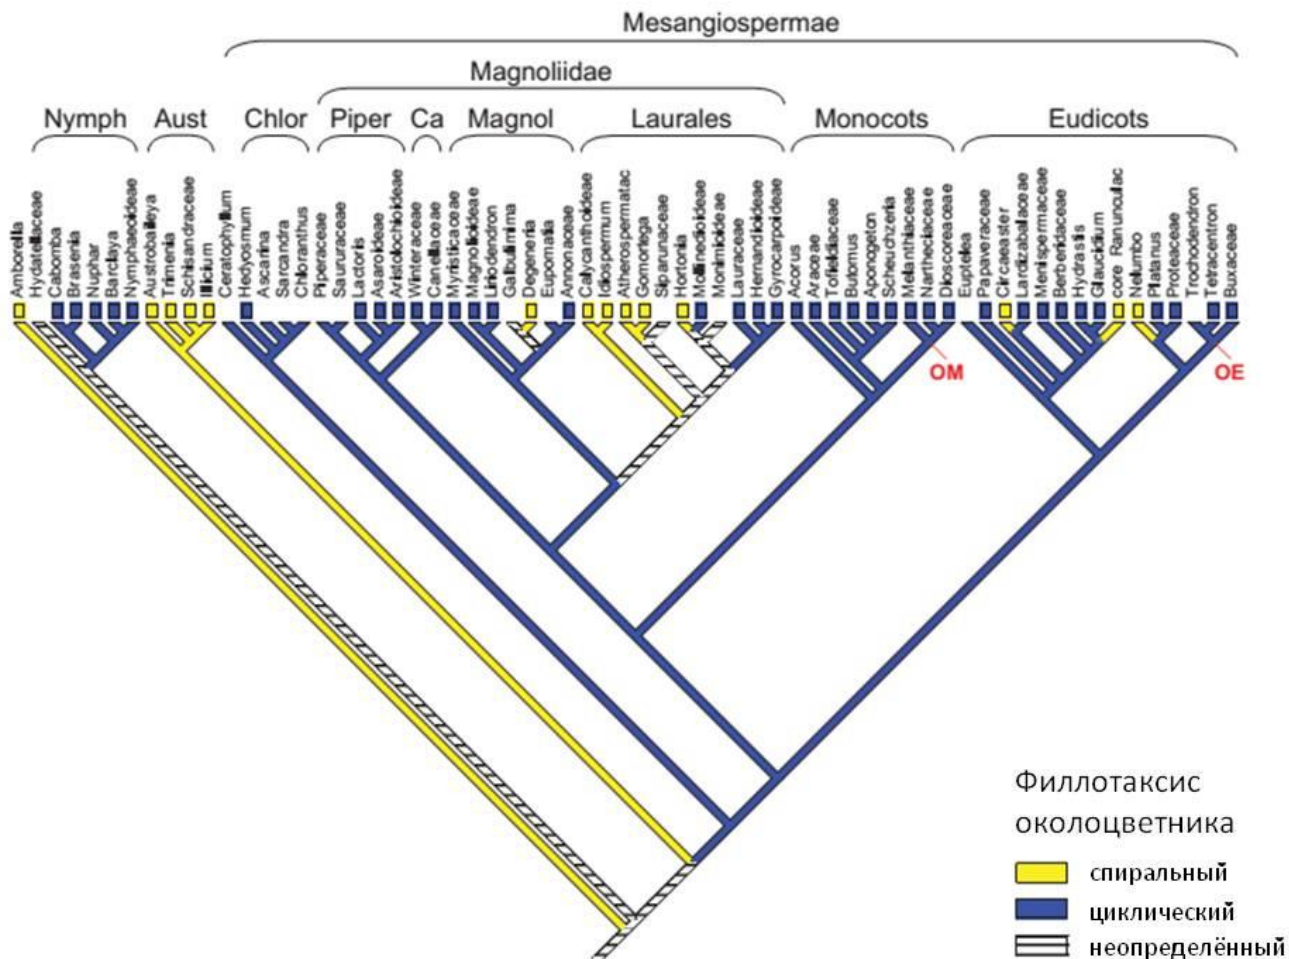 Mesangiospermae
Magnoliidae
Nymph Aust Chlor Piper Ca Magnol Laurales Monocots Eudicots
Amborella
Hydatellaceae
Cabomba
Brasenia
Nuphar
Barclaya
Nymphaeoideae
Austrobaileya
Trimenia
Schisandraceae
Illicium
Ceratophyllum
Hedyosmum
Ascarina
Sarcandra
Chloranthus
Piperaceae
Saururaceae
Lactoris
Asaroideae
Aristolochioideae
Winteraceae
Canellaceae
Myristicaceae
Magnolioideae
Liriodendron
Galbulimima
Degeneria
Eupomatia
Annonaceae
Calycanthoideae
Idiospermum
Atherospermatac
Gomortega
Siparunaceae
Hortonia
Mollinedioideae
Monimioideae
Lauraceae
Hernandioideae
Gyrocarpoideae
Acorus
Araceae
Tofieldiaceae
Butomus
Aponogeton
Scheuchzeria
Melanthiaceae
Nartheciaceae
Dioscoreaceae
Euptelea
Papaveraceae
Circaeaster
Lardizabalaceae
Menispermaceae
Berberidaceae
Hydrastis
Glaucidium
core Ranunculac
Nelumbo
Platanus
Proteaceae
Trochodendron
Tetracentron
Buxaceae
OM
OE
Филлотаксис
околоцветника
спиральный
циклический
неопределённый